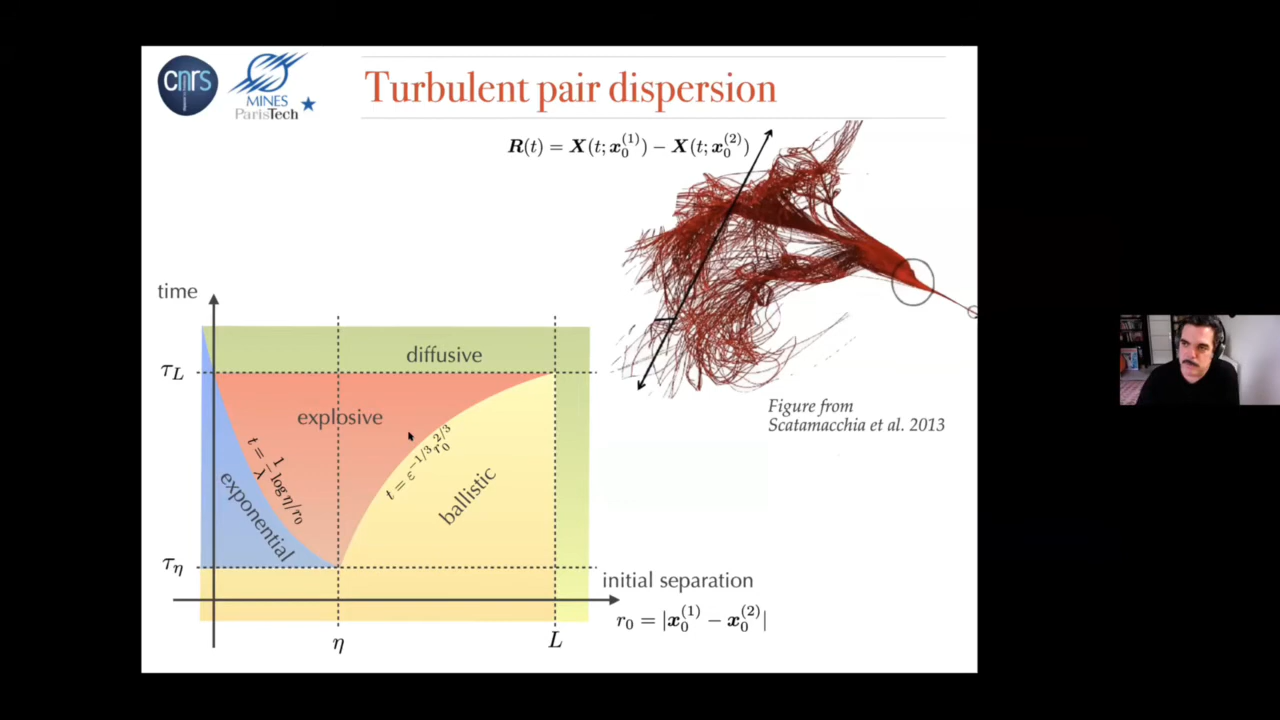 cnrs
MINES
ParisTech
Turbulent pair dispersion
R(t) = X(t; x₀⁽¹⁾) − X(t; x₀⁽²⁾)
time
diffusive
τ_L
explosive
t = 1/λ log η/r₀
t = ε^{−1/3} r₀^{2/3}
exponential
ballistic
τ_η
initial separation
r₀ = |x₀⁽¹⁾ − x₀⁽²⁾|
η
L
Figure from
Scatamacchia et al. 2013